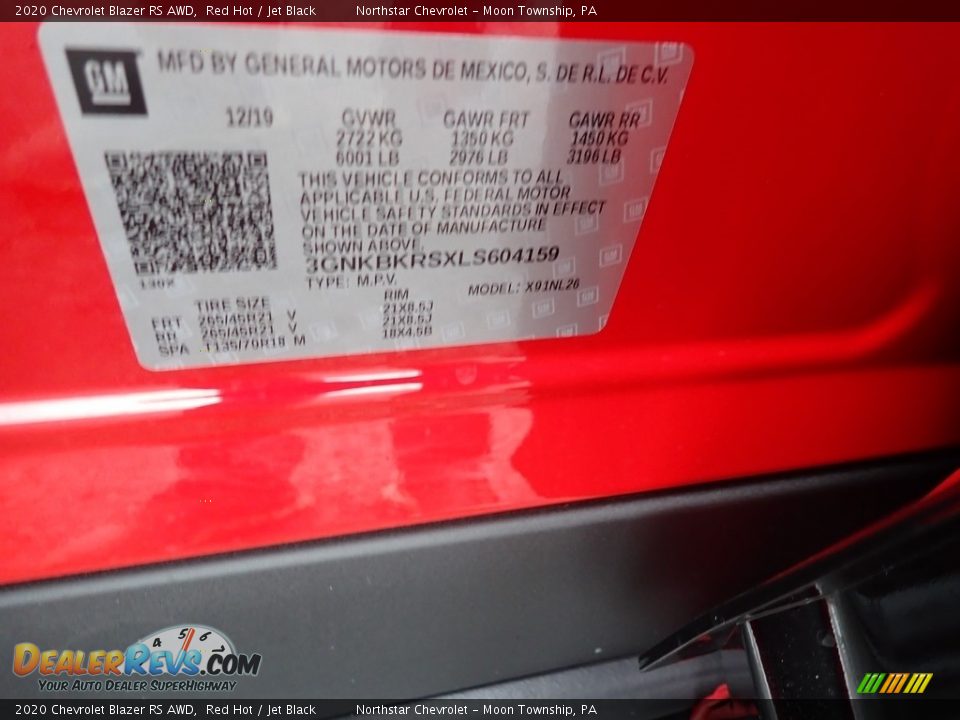 2020 Chevrolet Blazer RS AWD, Red Hot / Jet Black Northstar Chevrolet - Moon Township, PA
GM MFD BY GENERAL MOTORS DE MEXICO, S. DE R.L. DE C.V.
12/19 GVWR GAWR FRT GAWR RR
2722 KG 1350 KG 1450 KG
6001 LB 2976 LB 3196 LB
THIS VEHICLE CONFORMS TO ALL
APPLICABLE U.S. FEDERAL MOTOR
VEHICLE SAFETY STANDARDS IN EFFECT
ON THE DATE OF MANUFACTURE
SHOWN ABOVE.
3GNKBKRSXLS604159
130X TYPE: M.P.V. MODEL: X91NL26
TIRE SIZE RIM
FRT 265/45R21 V 21X8.5J
RR 265/45R21 V 21X8.5J
SPA T135/70R18 M 18X4.5B
4 5 6 7
DEALERREVS.COM
YOUR AUTO DEALER SUPERHIGHWAY
2020 Chevrolet Blazer RS AWD, Red Hot / Jet Black Northstar Chevrolet - Moon Township, PA